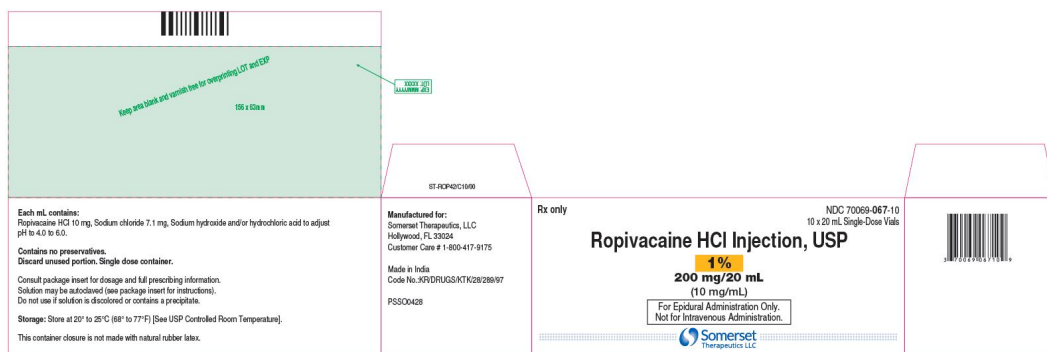 Keep area blank and varnish free for overprinting LOT and EXP
156 x 63mm
LOT XXXXX
EXP MMM/YYYY
ST-ROP42/C10/00
Each mL contains:
Ropivacaine HCl 10 mg, Sodium chloride 7.1 mg, Sodium hydroxide and/or hydrochloric acid to adjust
pH to 4.0 to 6.0.
Contains no preservatives.
Discard unused portion. Single dose container.
Consult package insert for dosage and full prescribing information.
Solution may be autoclaved (see package insert for instructions).
Do not use if solution is discolored or contains a precipitate.
Storage: Store at 20° to 25°C (68° to 77°F) [See USP Controlled Room Temperature].
This container closure is not made with natural rubber latex.
Manufactured for:
Somerset Therapeutics, LLC
Hollywood, FL 33024
Customer Care # 1-800-417-9175
Made in India
Code No.:KR/DRUGS/KTK/28/289/97
PSSO0428
Rx only
NDC 70069-067-10
10 x 20 mL Single-Dose Vials
Ropivacaine HCl Injection, USP
1%
200 mg/20 mL
(10 mg/mL)
For Epidural Administration Only.
Not for Intravenous Administration.
Somerset
Therapeutics LLC
3 70069 06710 9